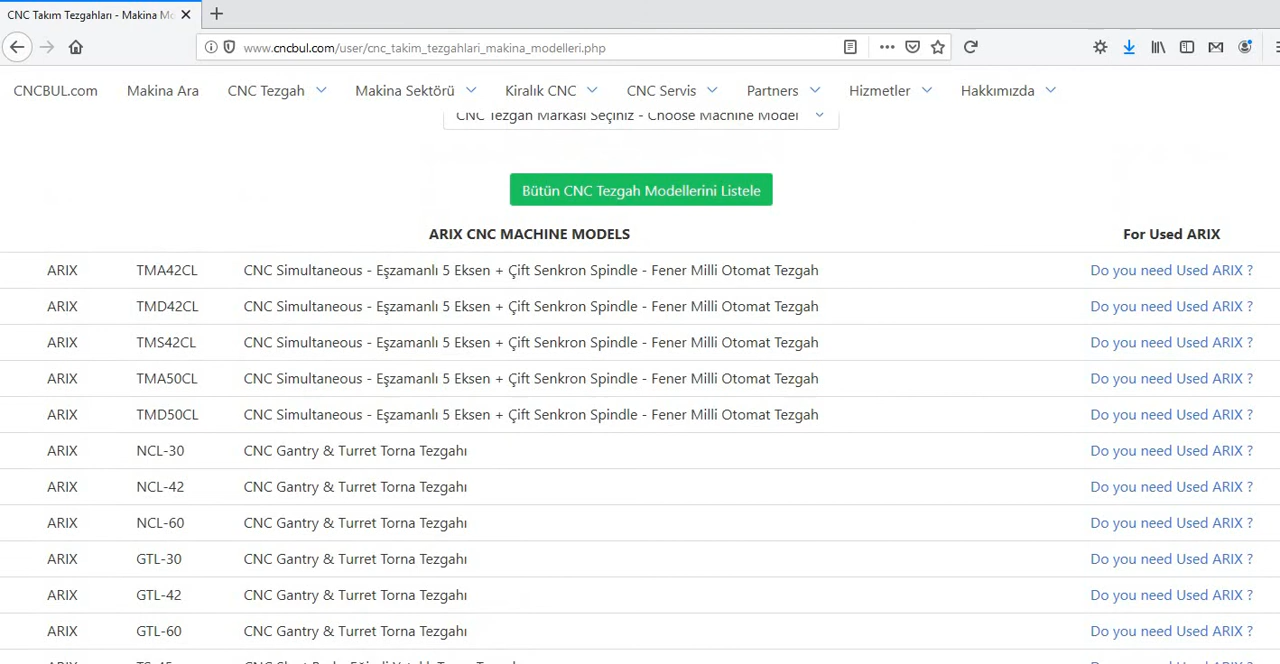 CNC Takım Tezgahları - Makina Mo
www.cncbul.com/user/cnc_takim_tezgahlari_makina_modelleri.php
CNCBUL.com Makina Ara CNC Tezgah Makina Sektörü Kiralık CNC CNC Servis Partners Hizmetler Hakkımızda
CNC Tezgah Markası Seçiniz - Choose Machine Model
Bütün CNC Tezgah Modellerini Listele
ARIX CNC MACHINE MODELS For Used ARIX
ARIX TMA42CL CNC Simultaneous - Eşzamanlı 5 Eksen + Çift Senkron Spindle - Fener Milli Otomat Tezgah Do you need Used ARIX ?
ARIX TMD42CL CNC Simultaneous - Eşzamanlı 5 Eksen + Çift Senkron Spindle - Fener Milli Otomat Tezgah Do you need Used ARIX ?
ARIX TMS42CL CNC Simultaneous - Eşzamanlı 5 Eksen + Çift Senkron Spindle - Fener Milli Otomat Tezgah Do you need Used ARIX ?
ARIX TMA50CL CNC Simultaneous - Eşzamanlı 5 Eksen + Çift Senkron Spindle - Fener Milli Otomat Tezgah Do you need Used ARIX ?
ARIX TMD50CL CNC Simultaneous - Eşzamanlı 5 Eksen + Çift Senkron Spindle - Fener Milli Otomat Tezgah Do you need Used ARIX ?
ARIX NCL-30 CNC Gantry & Turret Torna Tezgahı Do you need Used ARIX ?
ARIX NCL-42 CNC Gantry & Turret Torna Tezgahı Do you need Used ARIX ?
ARIX NCL-60 CNC Gantry & Turret Torna Tezgahı Do you need Used ARIX ?
ARIX GTL-30 CNC Gantry & Turret Torna Tezgahı Do you need Used ARIX ?
ARIX GTL-42 CNC Gantry & Turret Torna Tezgahı Do you need Used ARIX ?
ARIX GTL-60 CNC Gantry & Turret Torna Tezgahı Do you need Used ARIX ?